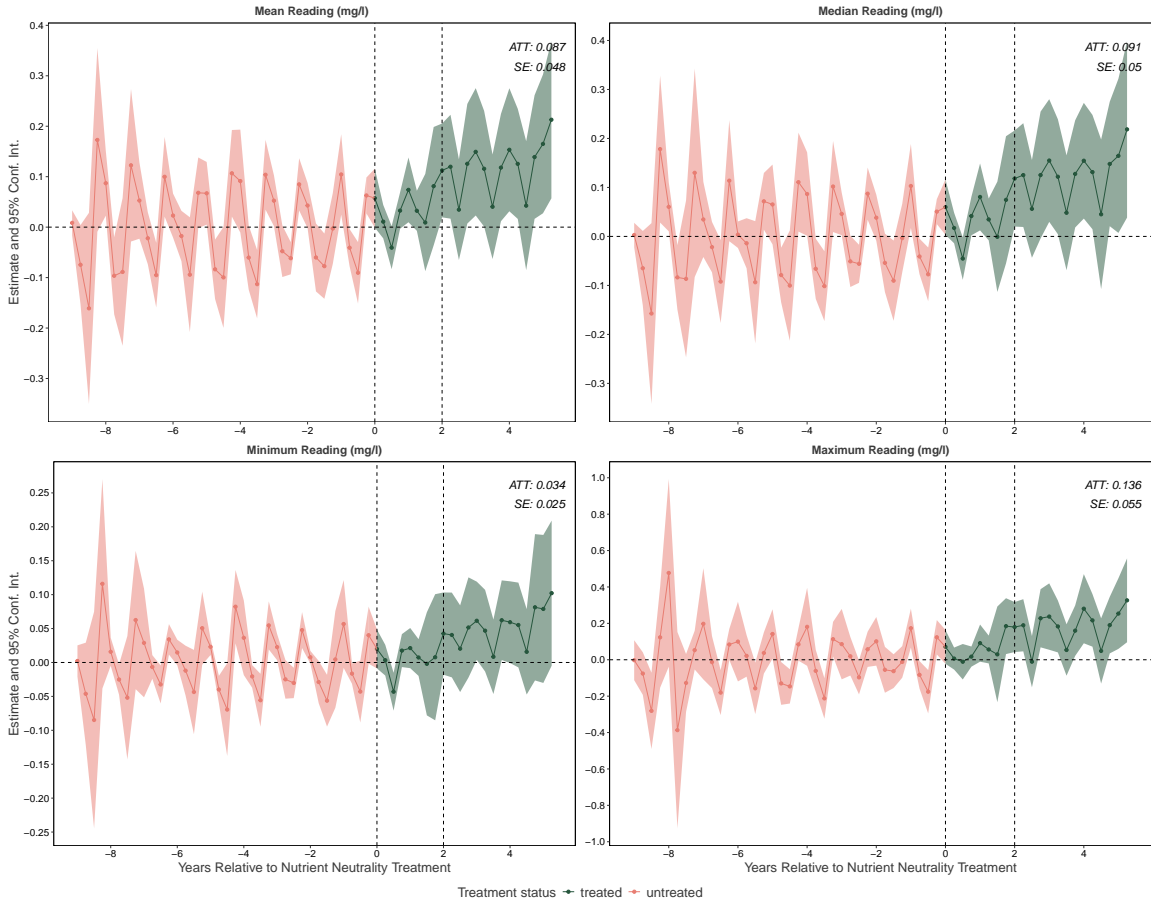 Mean Reading (mg/l)
Median Reading (mg/l)
Estimate and 95% Conf. Int.
0.4
0.3
0.2
0.1
0.0
−0.1
−0.2
−0.3
ATT: 0.087
SE: 0.048
−8 −6 −4 −2 0 2 4
0.4
0.3
0.2
0.1
0.0
−0.1
−0.2
−0.3
ATT: 0.091
SE: 0.05
−8 −6 −4 −2 0 2 4
Minimum Reading (mg/l)
Maximum Reading (mg/l)
Estimate and 95% Conf. Int.
0.25
0.20
0.15
0.10
0.05
0.00
−0.05
−0.10
−0.15
−0.20
−0.25
ATT: 0.034
SE: 0.025
−8 −6 −4 −2 0 2 4
Years Relative to Nutrient Neutrality Treatment
1.0
0.8
0.6
0.4
0.2
0.0
−0.2
−0.4
−0.6
−0.8
−1.0
ATT: 0.136
SE: 0.055
−8 −6 −4 −2 0 2 4
Years Relative to Nutrient Neutrality Treatment
Treatment status treated untreated